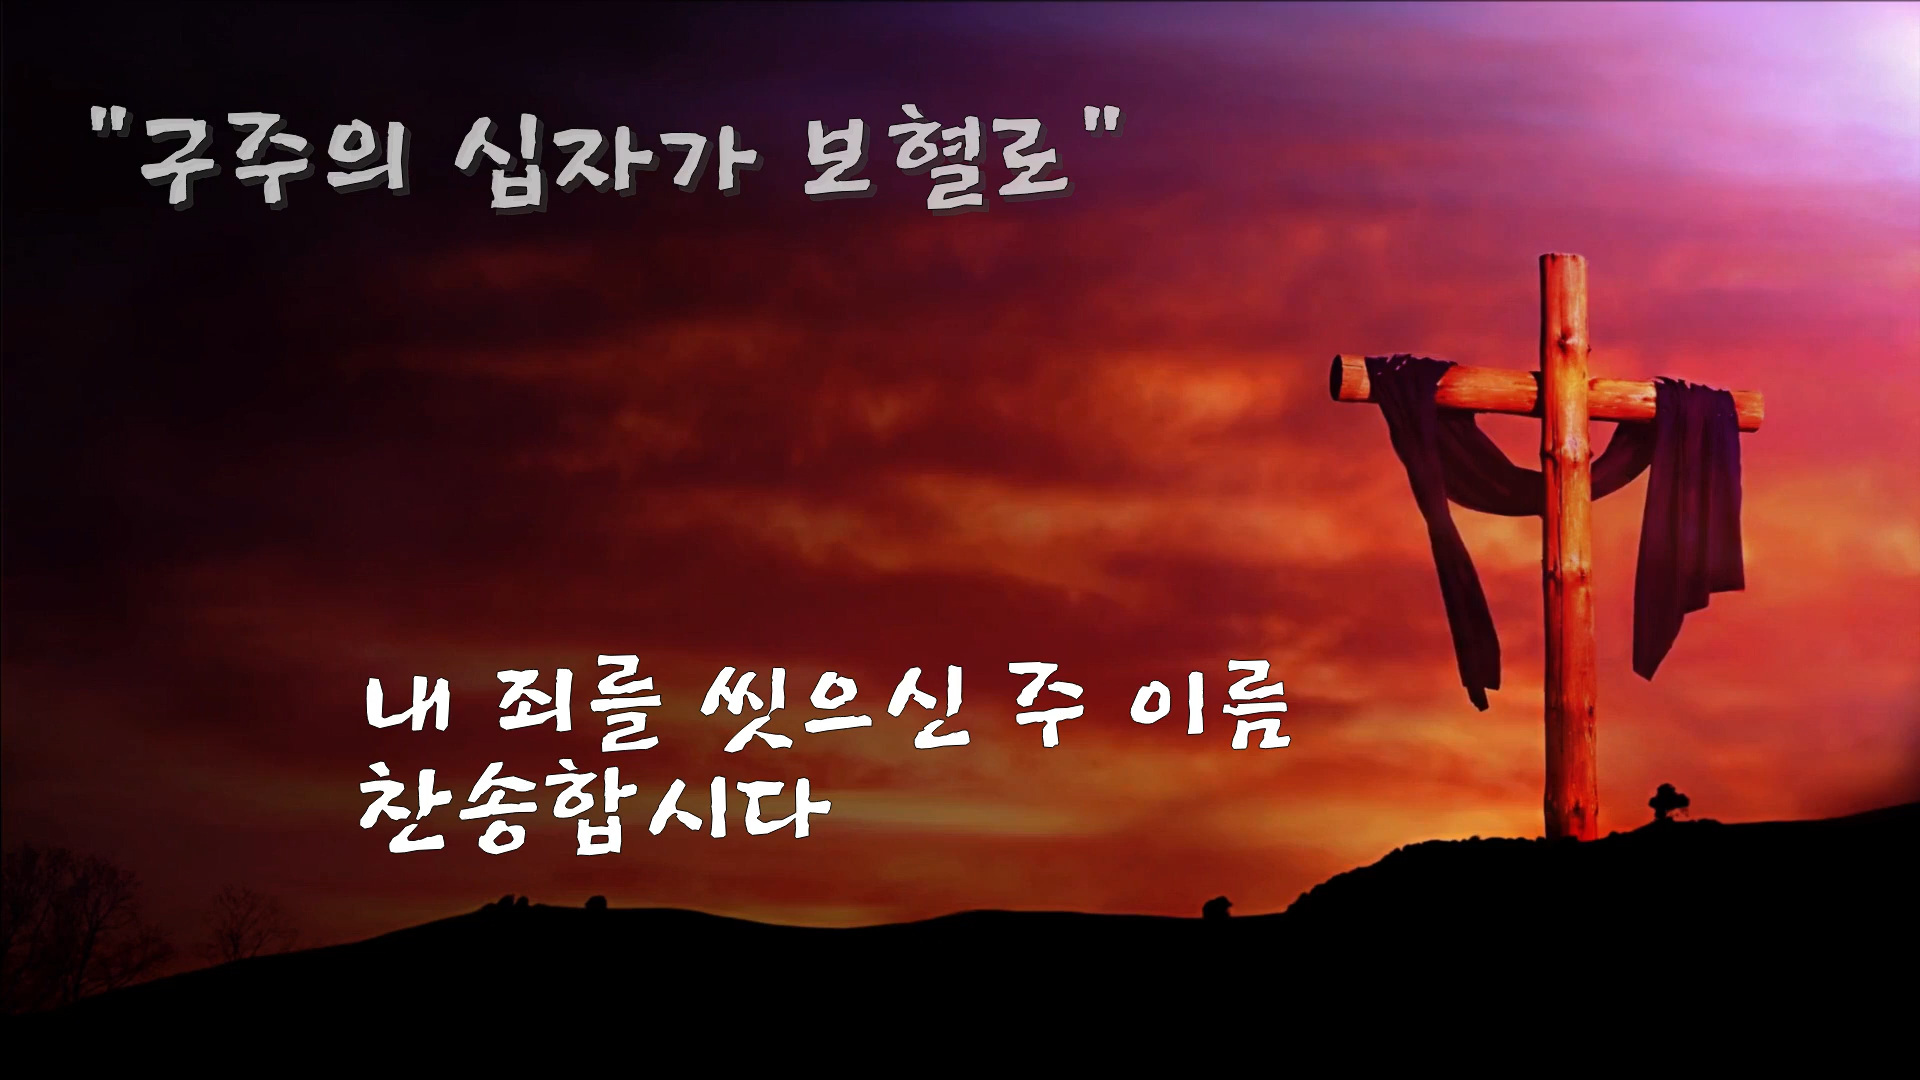 "구주의 십자가 보혈로"
내 죄를 씻으신 주 이름
찬송합시다